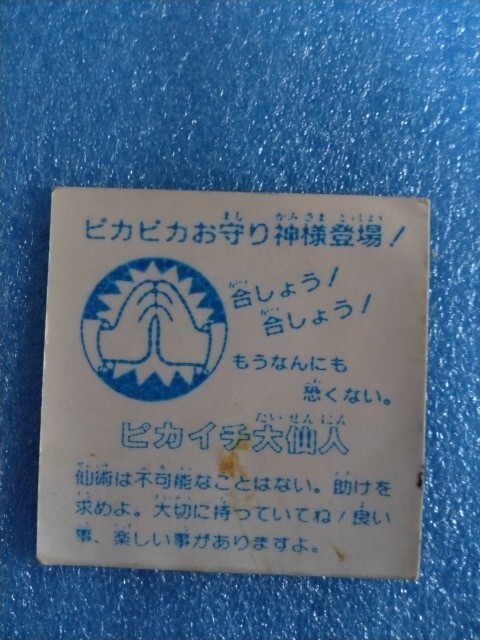 ピカピカお守り神様登場!
合しょう!
合しょう!
もうなんにも
恐くない。
ピカイチ大仙人
仙術は不可能なことはない。助けを
求めよ。大切に持っていてね!良い
事、楽しい事がありますよ。